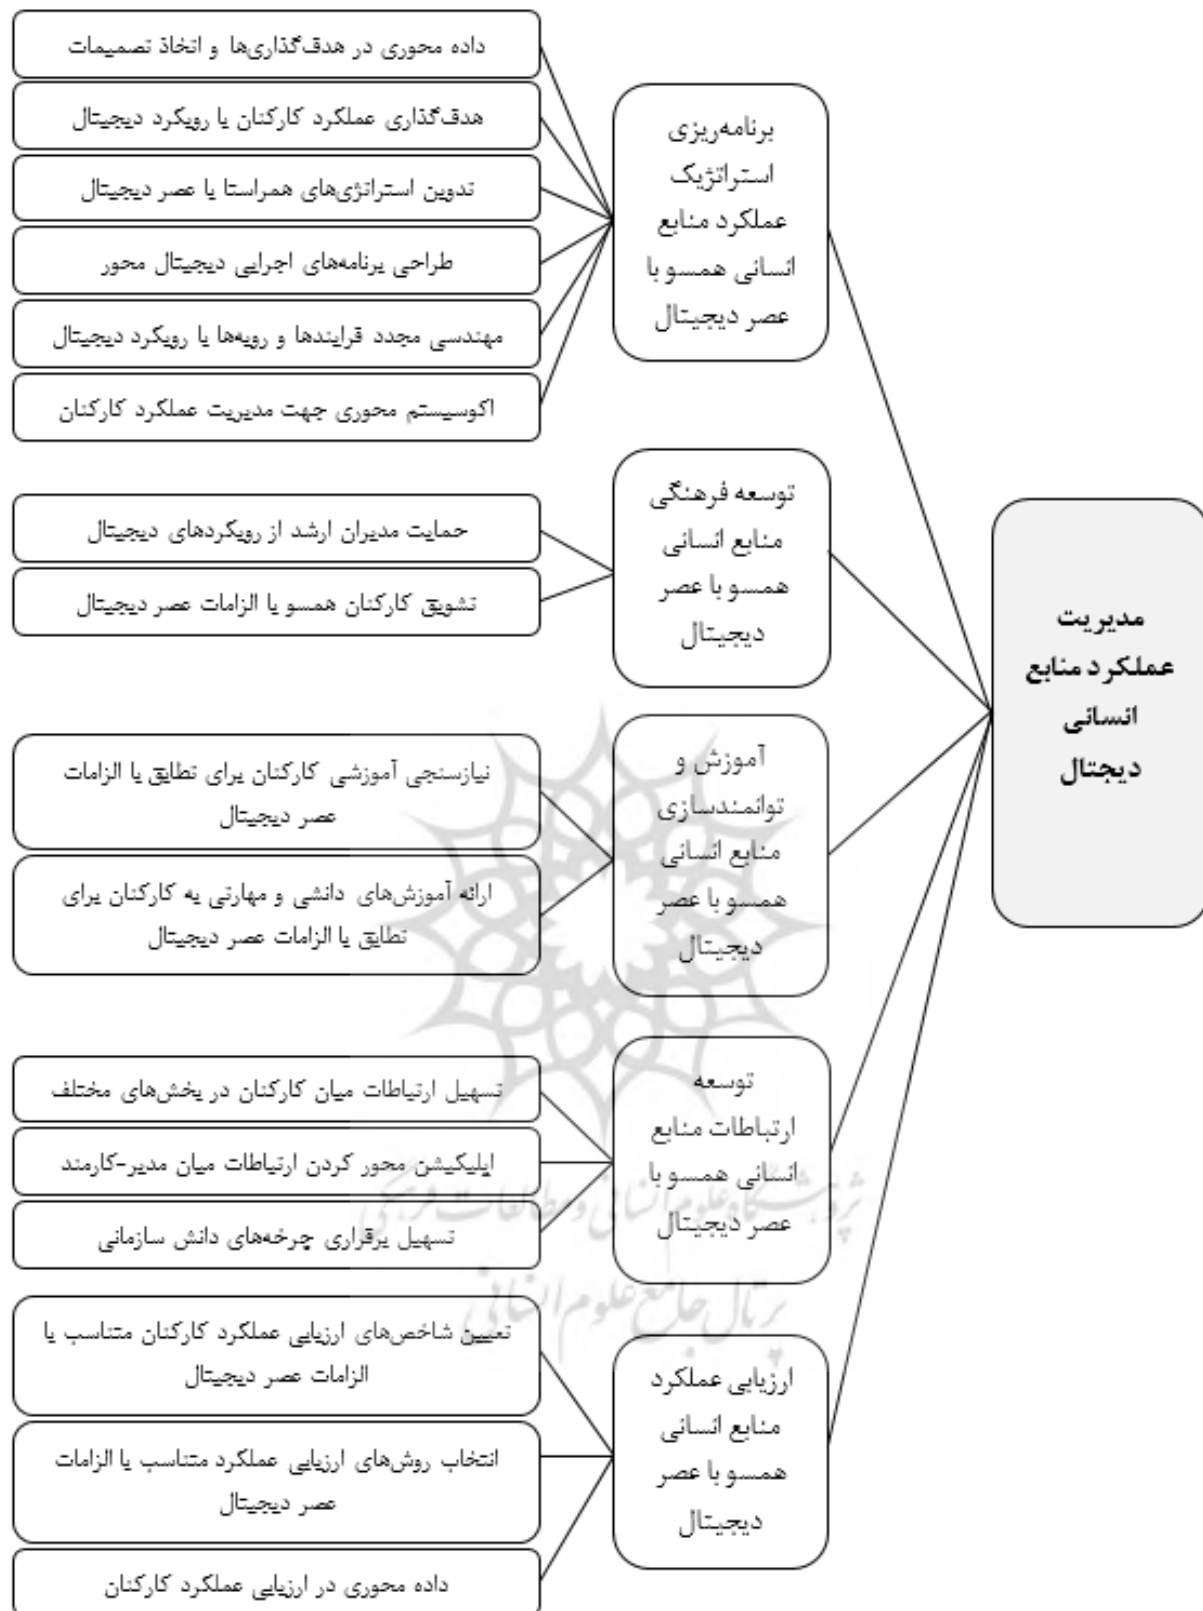 مدیریت
عملکرد منابع
انسانی
دیجتال
برنامه‌ریزی
استراتژیک
عملکرد منابع
انسانی همسو با
عصر دیجیتال
داده محوری در هدف‌گذاری‌ها و اتخاذ تصمیمات
هدف‌گذاری عملکرد کارکنان با رویکرد دیجیتال
تدوین استراتژی‌های همراستا با عصر دیجیتال
طراحی برنامه‌های اجرایی دیجیتال محور
مهندسی مجدد فرایندها و رویه‌ها با رویکرد دیجیتال
اکوسیستم محوری جهت مدیریت عملکرد کارکنان
توسعه فرهنگی
منابع انسانی
همسو با عصر
دیجیتال
حمایت مدیران ارشد از رویکردهای دیجیتال
تشویق کارکنان همسو با الزامات عصر دیجیتال
آموزش و
توانمندسازی
منابع انسانی
همسو با عصر
دیجیتال
نیازسنجی آموزشی کارکنان برای تطابق با الزامات
عصر دیجیتال
ارائه آموزش‌های دانشی و مهارتی به کارکنان برای
تطابق با الزامات عصر دیجیتال
توسعه
ارتباطات منابع
انسانی همسو با
عصر دیجیتال
تسهیل ارتباطات میان کارکنان در بخش‌های مختلف
اپلیکیشن محور کردن ارتباطات میان مدیر-کارمند
تسهیل برقراری چرخه‌های دانش سازمانی
پژوهشگاه علوم انسانی و مطالعات فرهنگی
پرتال جامع علوم انسانی
ارزیابی عملکرد
منابع انسانی
همسو با عصر
دیجیتال
تعیین شاخص‌های ارزیابی عملکرد کارکنان متناسب با
الزامات عصر دیجیتال
انتخاب روش‌های ارزیابی عملکرد متناسب با الزامات
عصر دیجیتال
داده محوری در ارزیابی عملکرد کارکنان